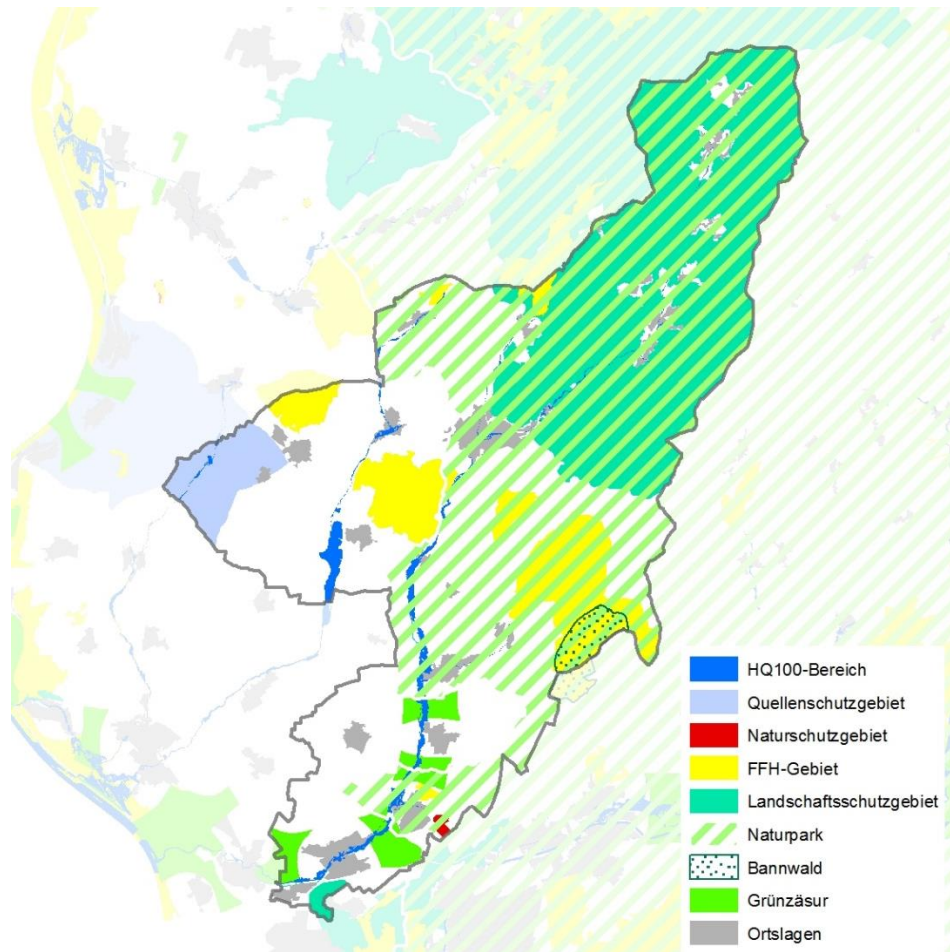 HQ100-Bereich
Quellenschutzgebiet
Naturschutzgebiet
FFH-Gebiet
Landschaftsschutzgebiet
Naturpark
Bannwald
Grünzäsur
Ortslagen